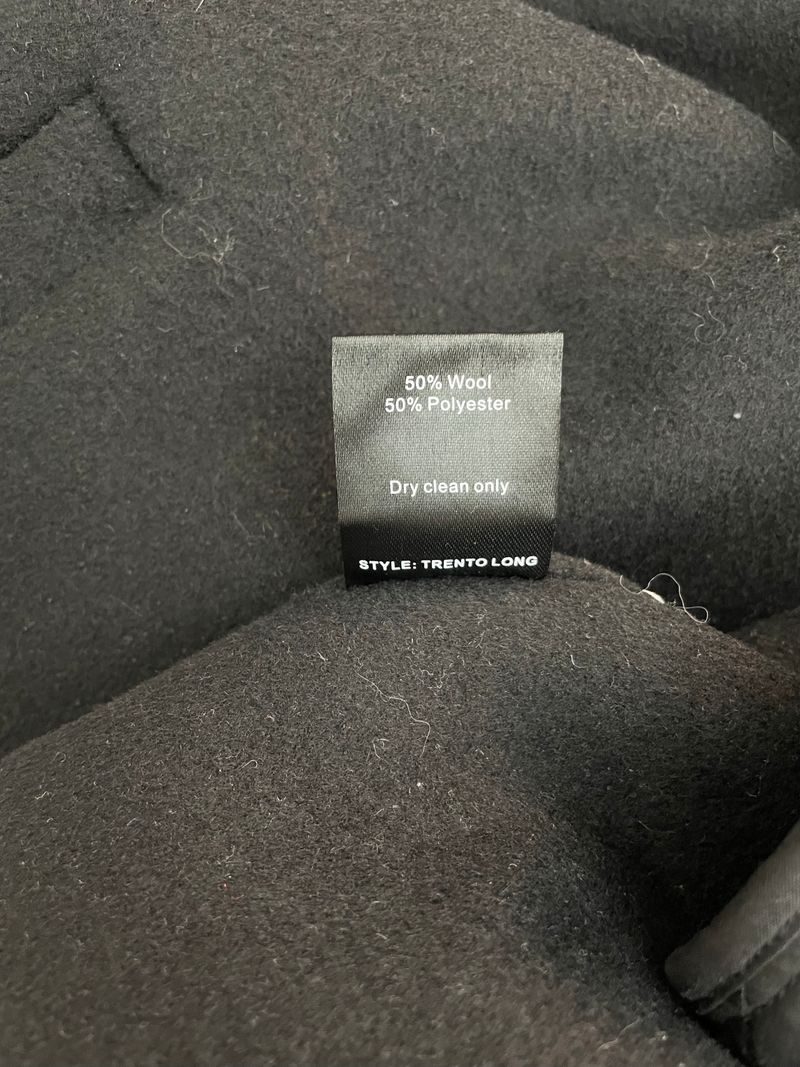 50% Wool
50% Polyester
Dry clean only
STYLE: TRENTO LONG